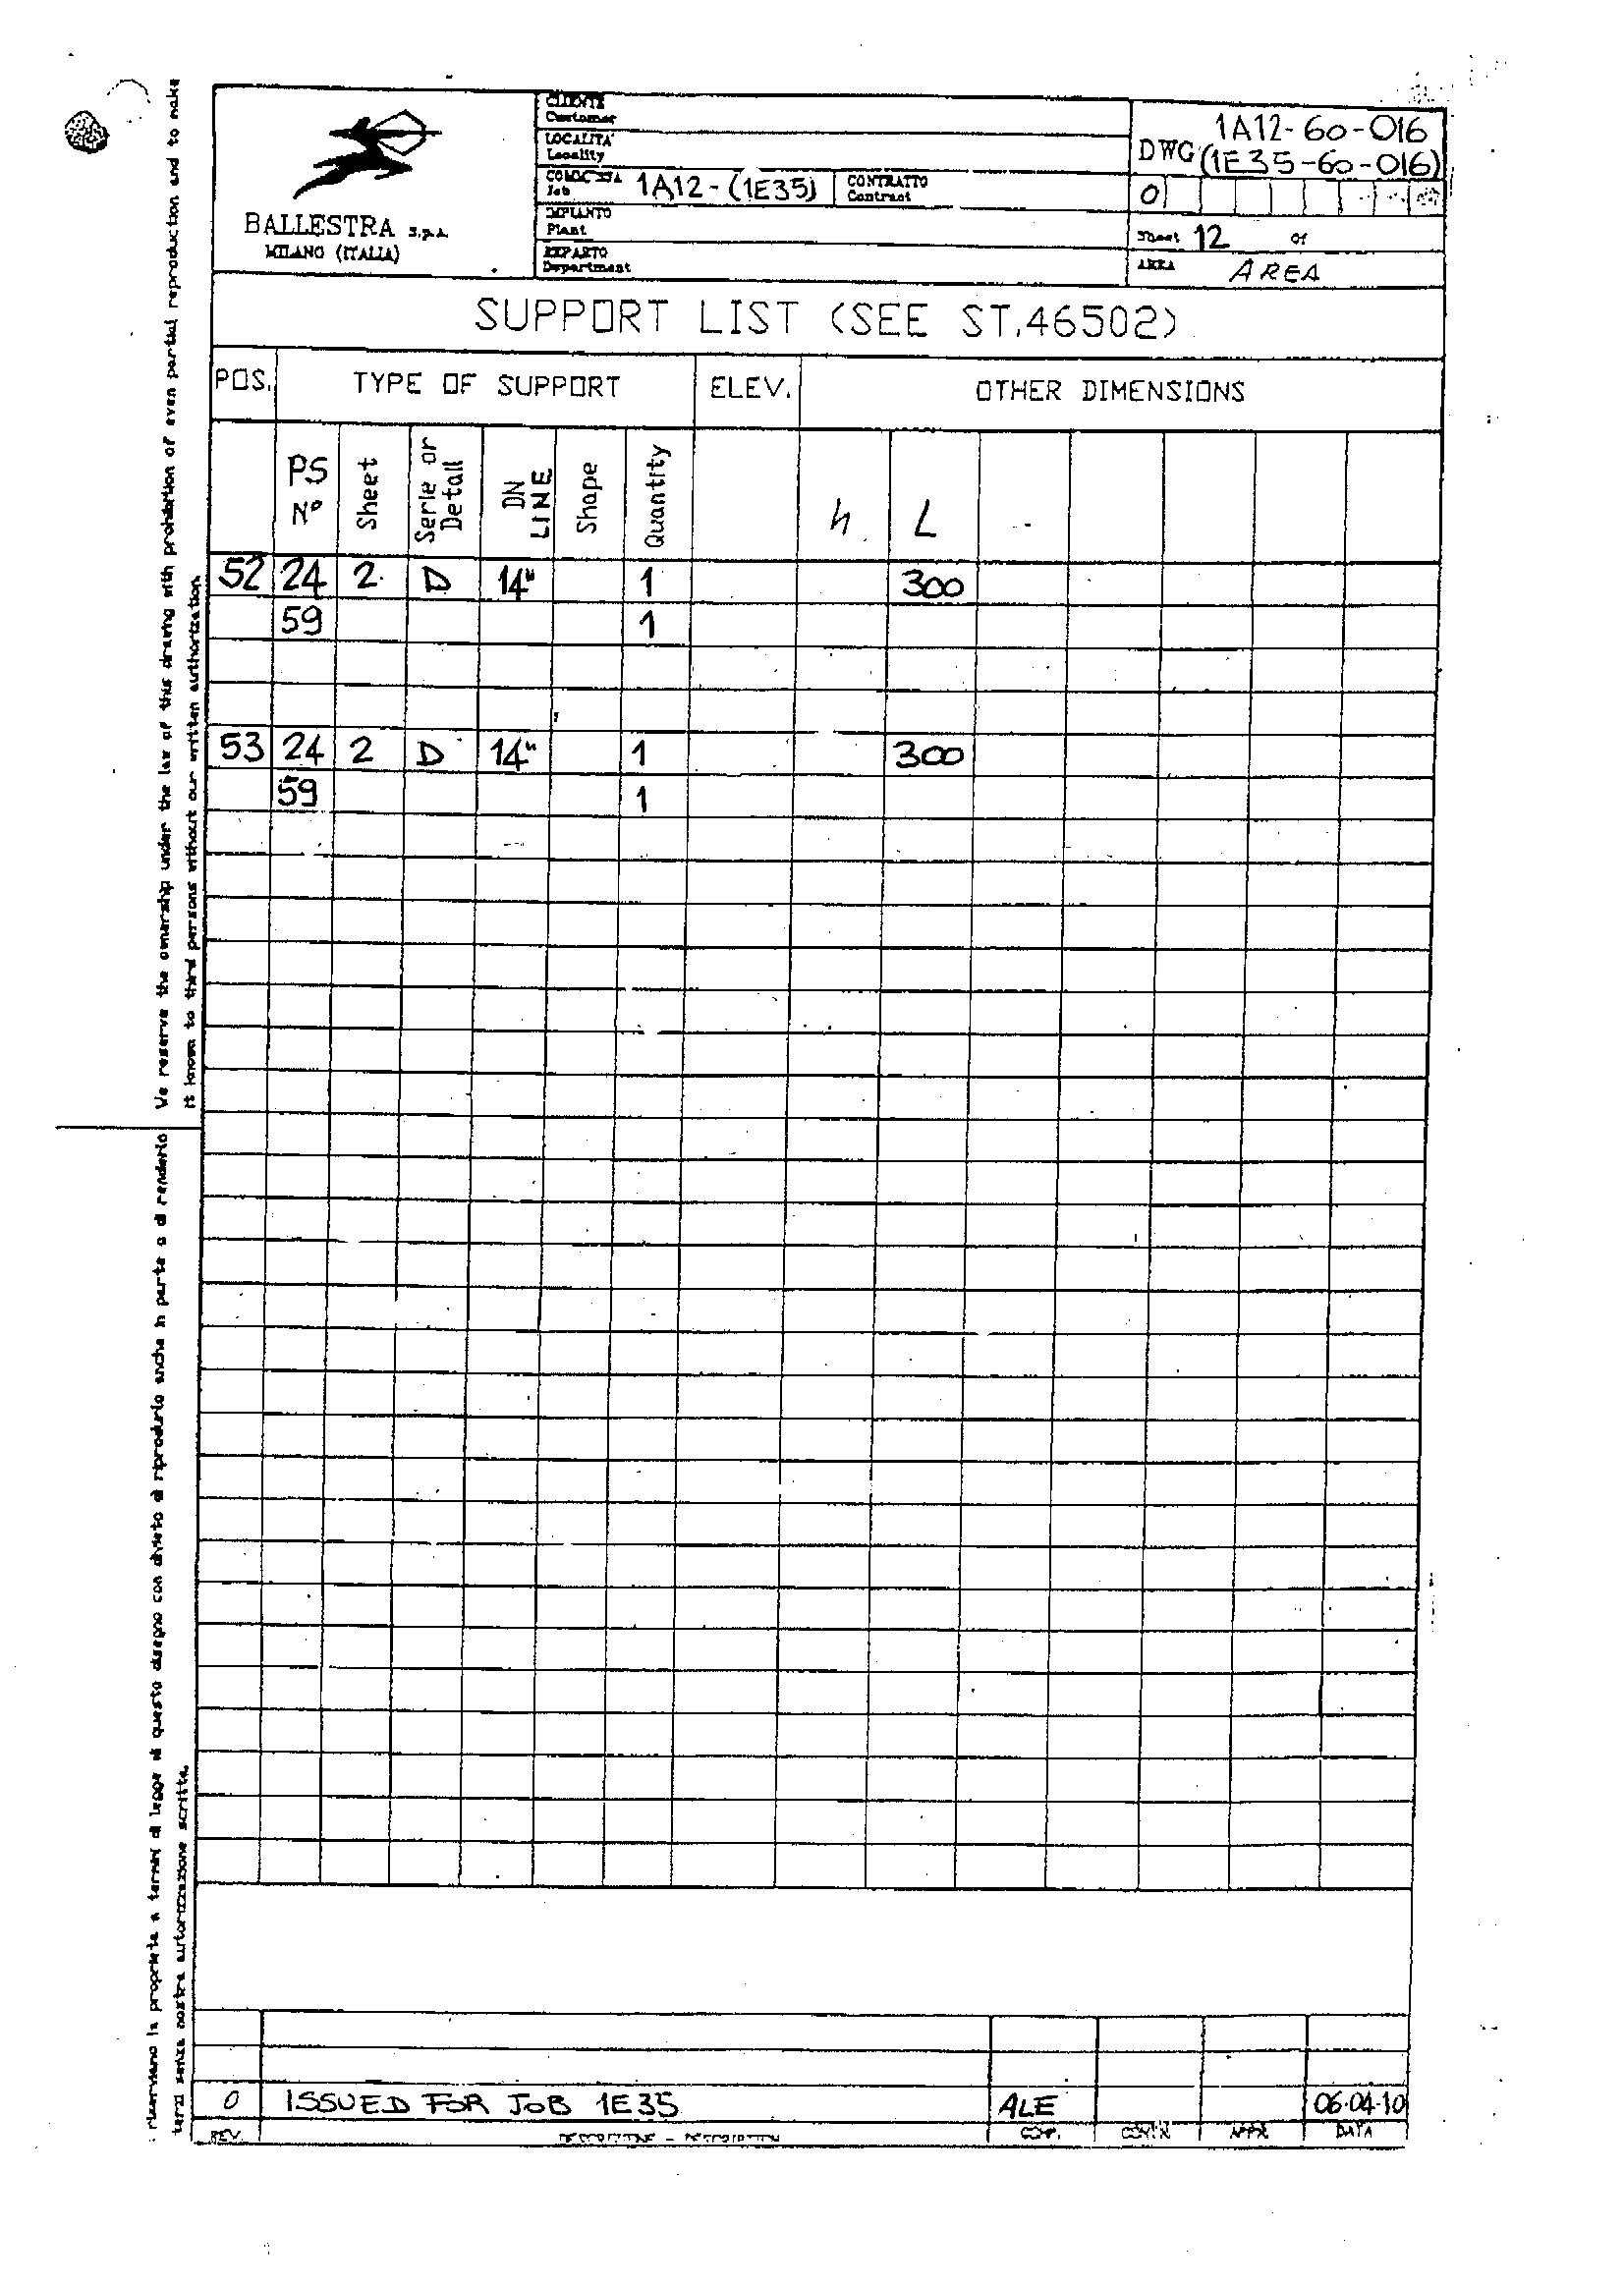 BALLESTRA S.p.A.
MILANO (ITALIA)
CLIENTE
Customer
LOCALITA'
Locality
COMMESSA
Job
1A12-(1E35)
CONTRATTO
Contract
IMPIANTO
Plant
REPARTO
Department
1A12-60-016
DWG (1E35-60-016)
0
Sheet 12 of
AREA AREA
SUPPORT LIST (SEE ST.46502)
POS. TYPE OF SUPPORT ELEV. OTHER DIMENSIONS
PS N° Sheet Serie or Detail DN LINE Shape Quantity h L
52 24 2 D 14" 1 300
59 1
53 24 2 D 14" 1 300
59 1
0 ISSUED FOR JOB 1E35 ALE 06.04.10
REV. DESCRIZIONE - DESCRIPTION COMP. CONTR. APPR. DATA
We reserve the ownership under the law of this drawing with prohibition of even partial reproduction and to make
it known to third persons without our written authorization.
la proprieta a termini di legge di questo disegno con divieto di riprodurlo anche in parte o di renderlo
terzi senza nostra autorizzazione scritta.